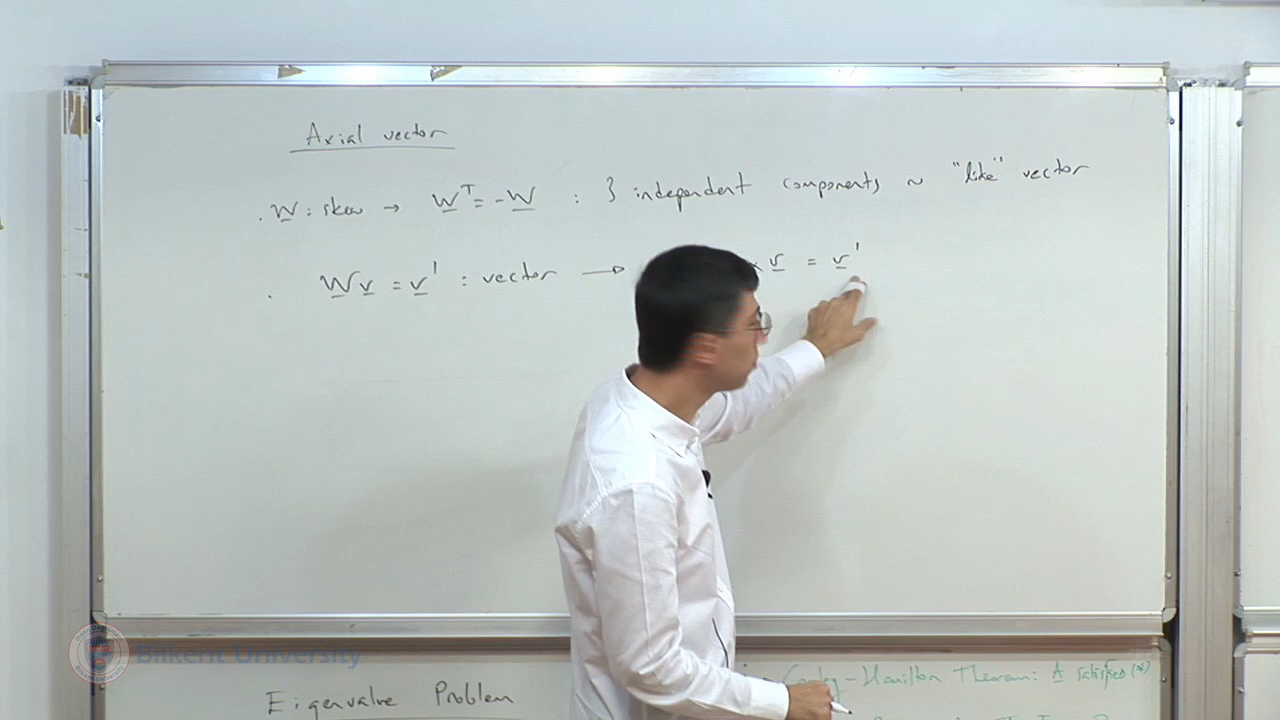 Axial vector
. W : skew → W^T = -W : 3 independent components ~ "like" vector
. W v = v' : vector → x v = v'
Bilkent University
Eigenvalue Problem
Cayley-Hamilton Theorem: A satisfies (*)